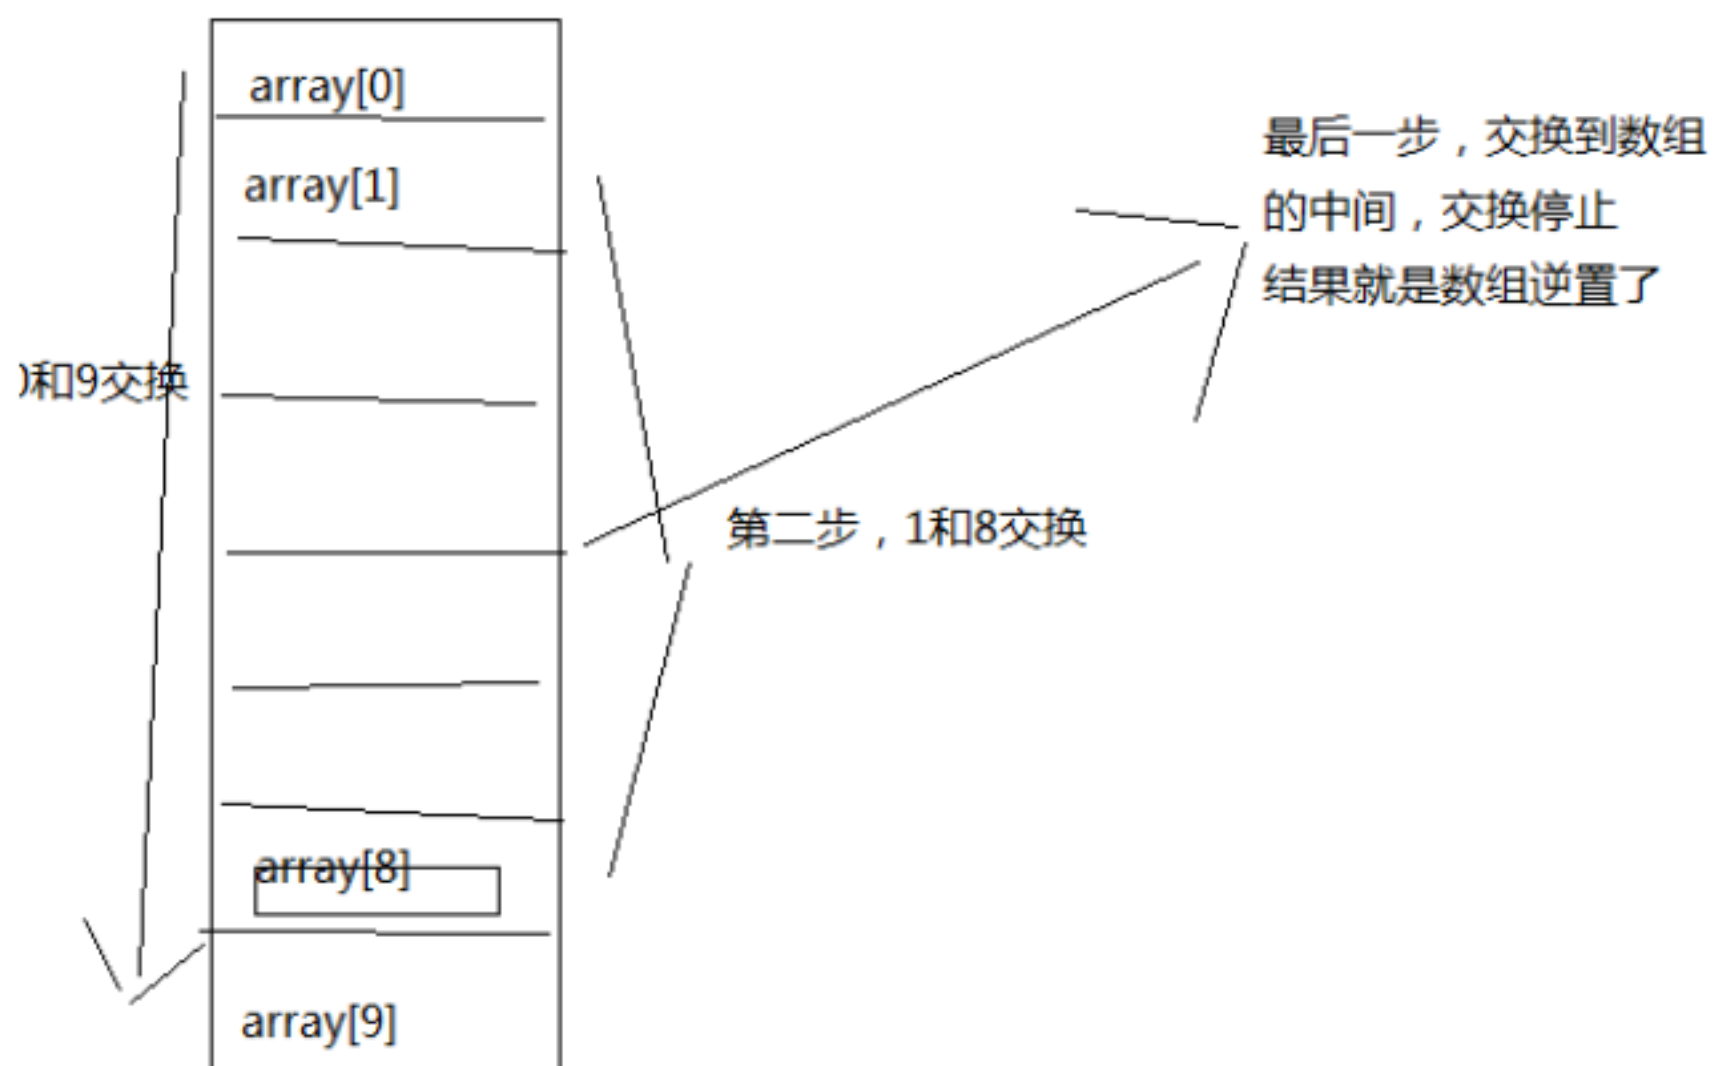 array[0]
array[1]
和9交换
第二步，1和8交换
array[8]
array[9]
最后一步，交换到数组
的中间，交换停止
结果就是数组逆置了